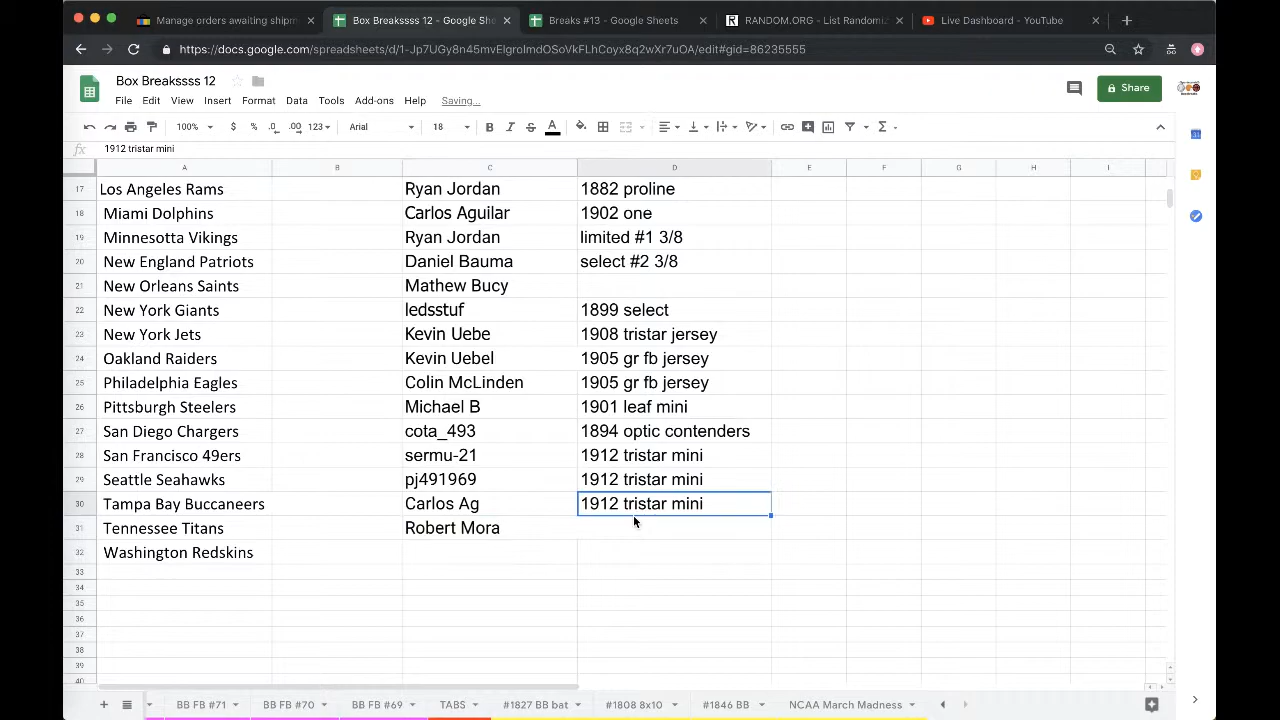 Manage orders awaiting shipm
Box Breakssss 12 - Google She
Breaks #13 - Google Sheets
RANDOM.ORG - List Randomi
Live Dashboard - YouTube
https://docs.google.com/spreadsheets/d/1-Jp7UGy8n45mvElgrolmdOSoVkFLhCoyx8q2wXr7uOA/edit#gid=86235555
Box Breakssss 12
File Edit View Insert Format Data Tools Add-ons Help Saving...
Share
100% $ % .0 .00 123 Arial 18 B I S A
fx 1912 tristar mini
A B C D E F G H I
17 Los Angeles Rams Ryan Jordan 1882 proline
18 Miami Dolphins Carlos Aguilar 1902 one
19 Minnesotta Vikings Ryan Jordan limited #1 3/8
20 New England Patriots Daniel Bauma select #2 3/8
21 New Orleans Saints Mathew Bucy
22 New York Giants ledsstuf 1899 select
23 New York Jets Kevin Uebe 1908 tristar jersey
24 Oakland Raiders Kevin Uebel 1905 gr fb jersey
25 Philadelphia Eagles Colin McLinden 1905 gr fb jersey
26 Pittsburgh Steelers Michael B 1901 leaf mini
27 San Diego Chargers cota_493 1894 optic contenders
28 San Francisco 49ers sermu-21 1912 tristar mini
29 Seattle Seahawks pj491969 1912 tristar mini
30 Tampa Bay Buccaneers Carlos Ag 1912 tristar mini
31 Tennessee Titans Robert Mora
32 Washington Redskins
33
34
35
36
37
38
39
40
BB FB #71 BB FB #70 BB FB #69 TABS #1827 BB bat #1808 8x10 #1846 BB NCAA March Madness